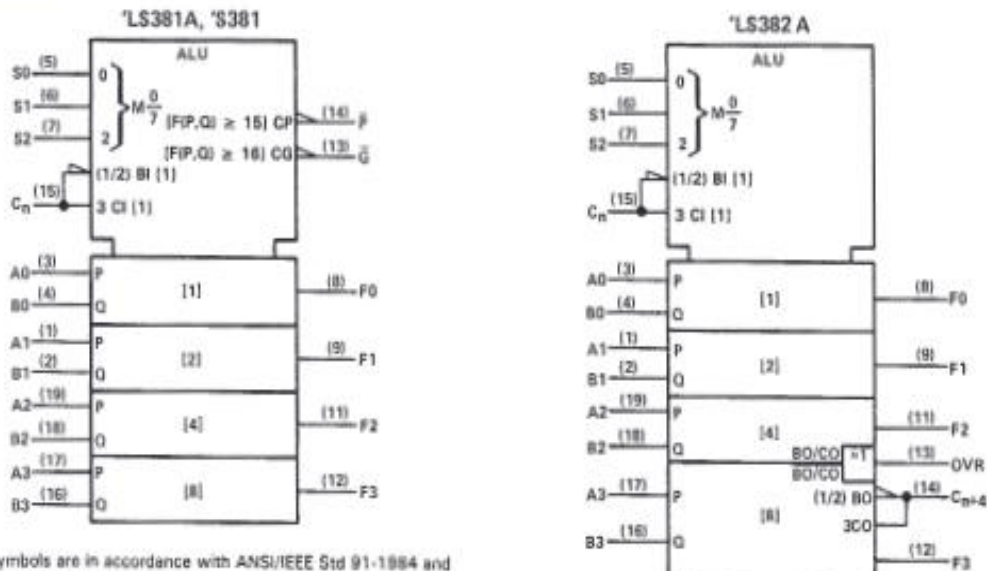 'LS381A, 'S381
ALU
S0 (5) 0
S1 (6) M 0/7
S2 (7) 2
[F(P,Q) ≥ 15] CP (14) P̅
[F(P,Q) ≥ 16] CG (13) G̅
(1/2) BI [1]
Cn (15) 3 CI [1]
A0 (3) P
[1] (8) F0
B0 (4) Q
A1 (1) P
[2] (9) F1
B1 (2) Q
A2 (19) P
[4] (11) F2
B2 (18) Q
A3 (17) P
[8] (12) F3
B3 (16) Q
ymbols are in accordance with ANSI/IEEE Std 91-1984 and
'LS382A
ALU
S0 (5) 0
S1 (6) M 0/7
S2 (7) 2
(1/2) BI [1]
Cn (15) 3 CI [1]
A0 (3) P
[1] (8) F0
B0 (4) Q
A1 (1) P
[2] (9) F1
B1 (2) Q
A2 (19) P
[4] (11) F2
B2 (18) Q
BO/CO =1 (13) OVR
BO/CO
(1/2) BO (14) Cn+4
A3 (17) P
[8] 3CO
B3 (16) Q
(12) F3